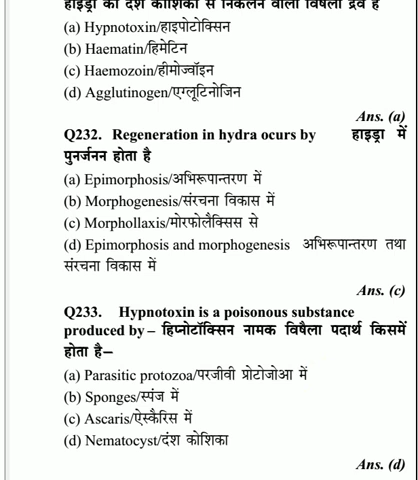 हाइड्रा की दंश कोशिका से निकलने वाला विषैला द्रव है
(a) Hypnotoxin/हाइपोटोक्सिन
(b) Haematin/हिमेटिन
(c) Haemozoin/हीमोज्वॉइन
(d) Agglutinogen/एग्लूटिनोजिन
Ans. (a)
Q232. Regeneration in hydra ocurs by हाइड्रा में
पुनर्जनन होता है
(a) Epimorphosis/अभिरूपान्तरण में
(b) Morphogenesis/संरचना विकास में
(c) Morphollaxis/मोरफोलैक्सिस से
(d) Epimorphosis and morphogenesis अभिरूपान्तरण तथा
संरचना विकास में
Ans. (c)
Q233. Hypnotoxin is a poisonous substance
produced by – हिप्नोटॉक्सिन नामक विषैला पदार्थ किसमें
होता है–
(a) Parasitic protozoa/परजीवी प्रोटोजोआ में
(b) Sponges/स्पंज में
(c) Ascaris/ऐस्कैरिस में
(d) Nematocyst/दंश कोशिका
Ans. (d)